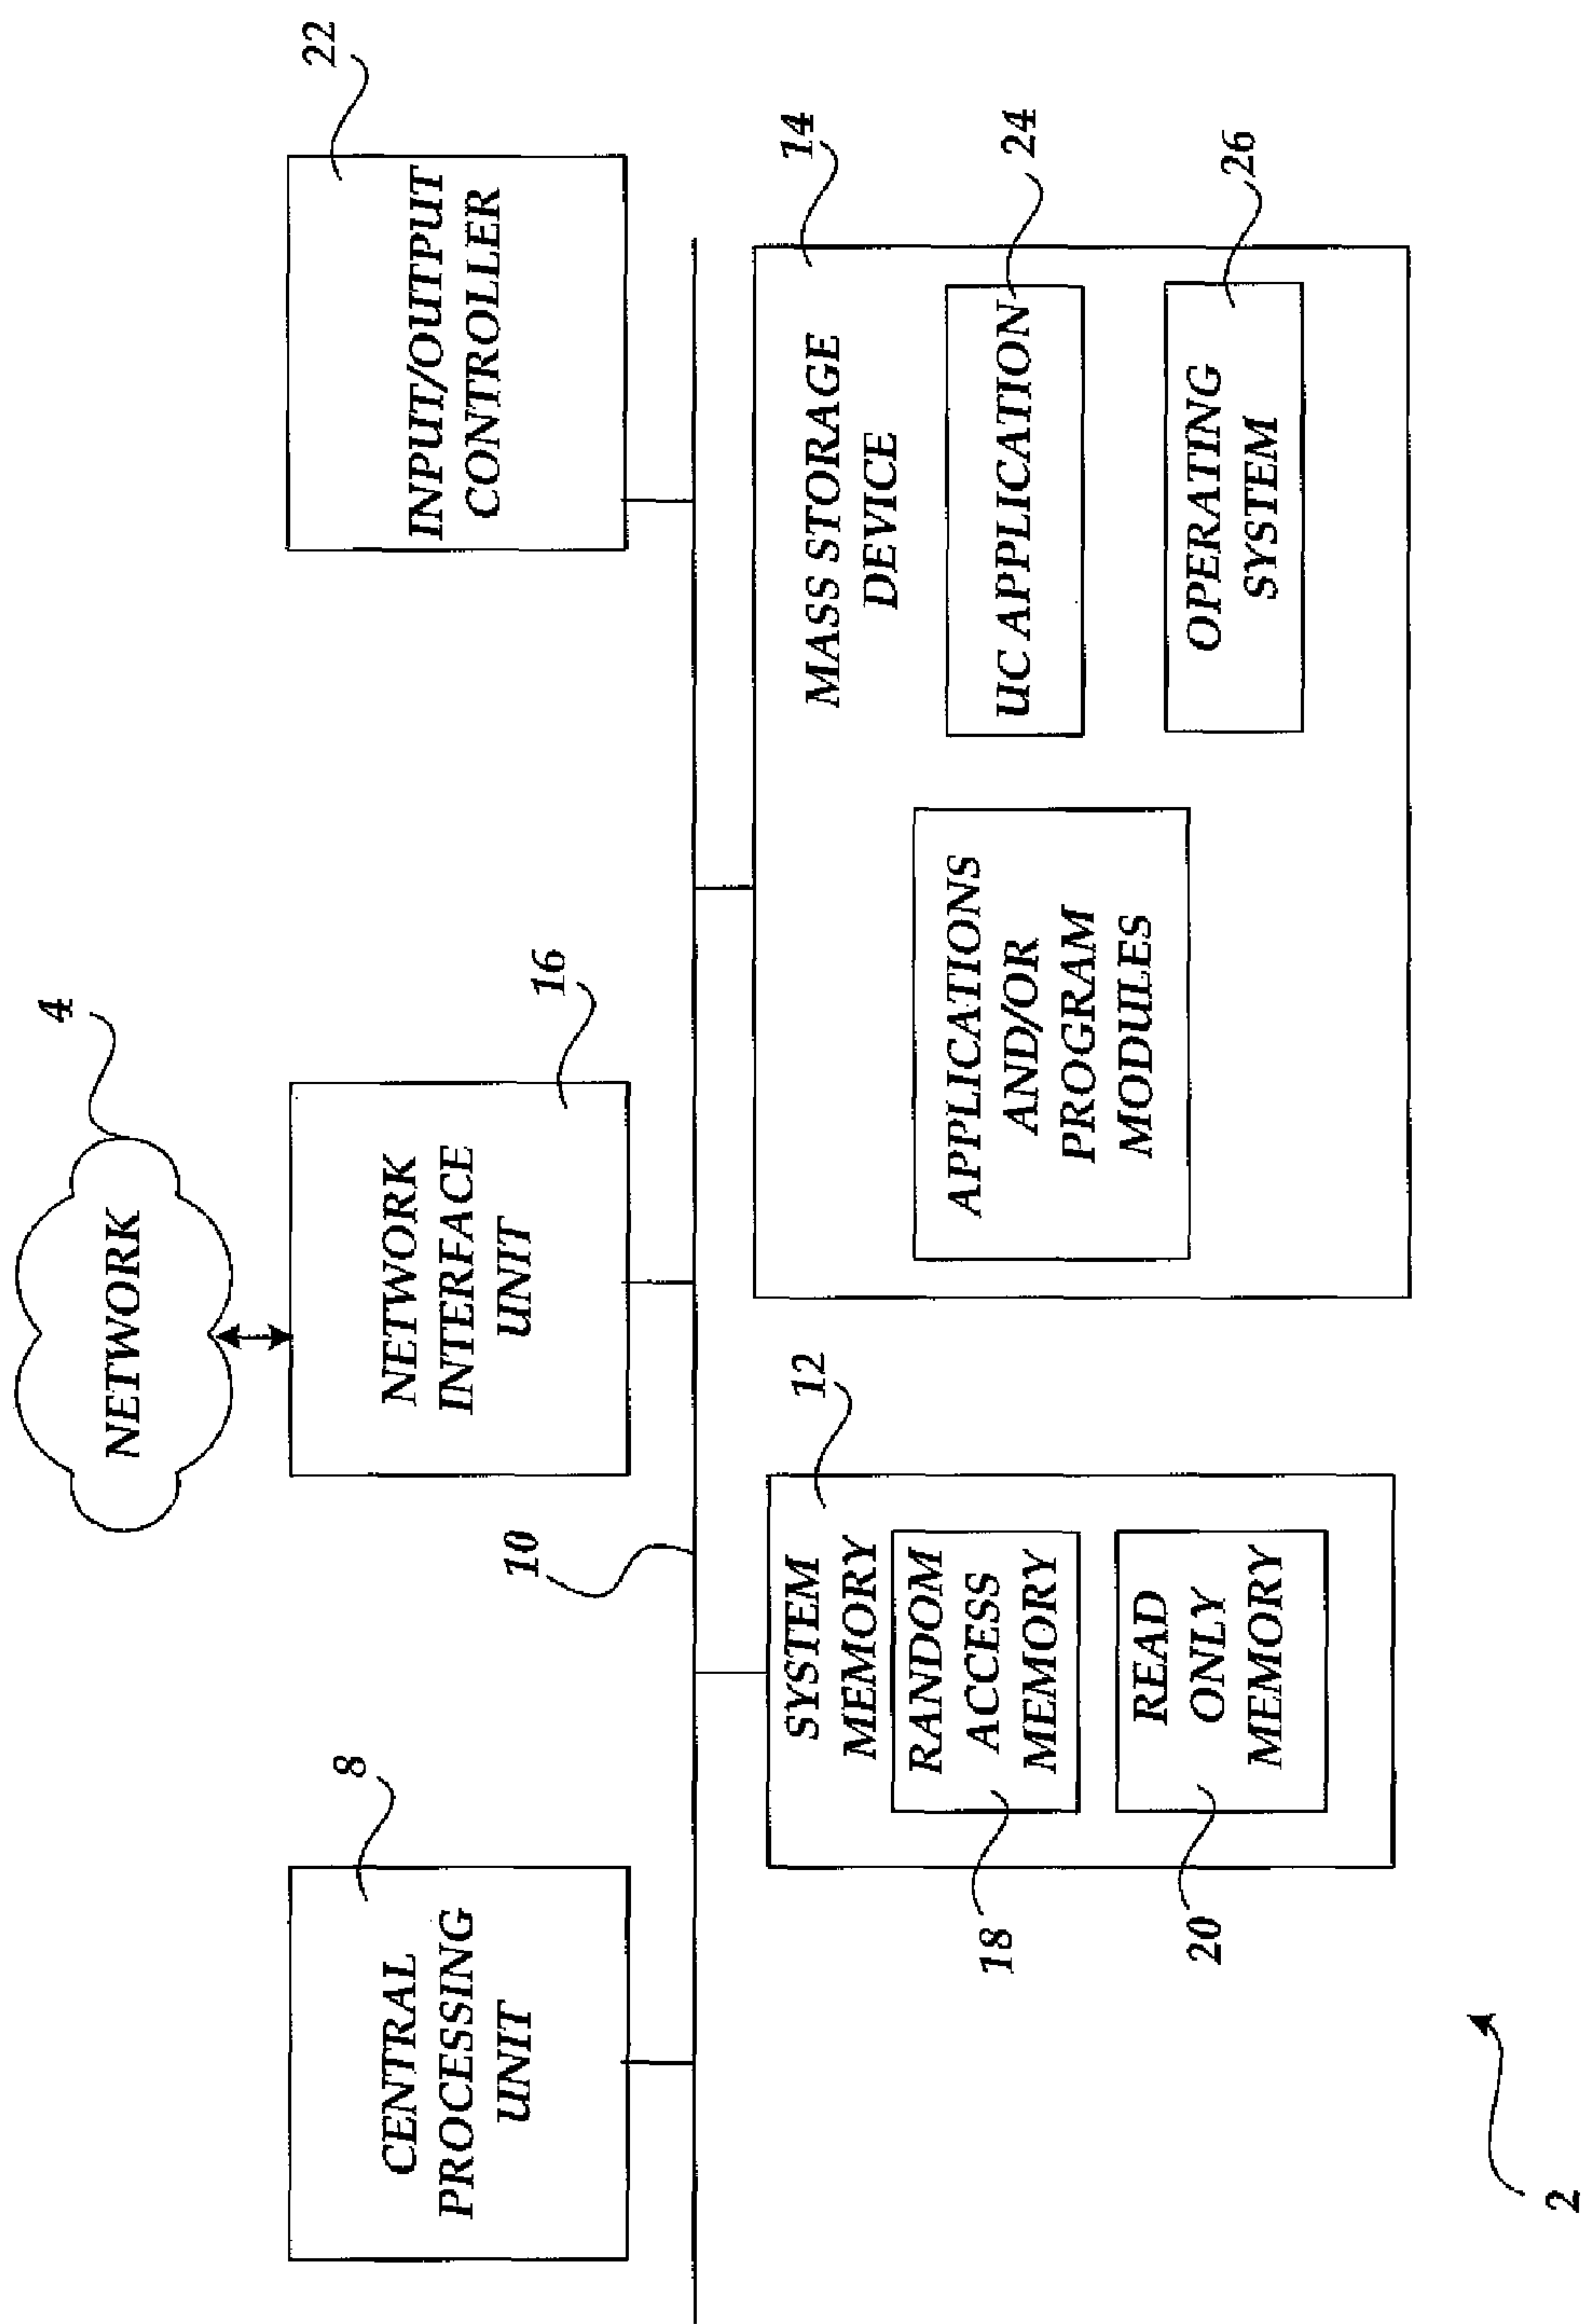 4
NETWORK
8
CENTRAL
PROCESSING
UNIT
16
NETWORK
INTERFACE
UNIT
22
INPUT/OUTPUT
CONTROLLER
10
12
SYSTEM
MEMORY
RANDOM
ACCESS
MEMORY
18
READ
ONLY
MEMORY
20
14
MASS STORAGE
DEVICE
APPLICATIONS
AND/OR
PROGRAM
MODULES
UC APPLICATION
24
OPERATING
SYSTEM
26
2